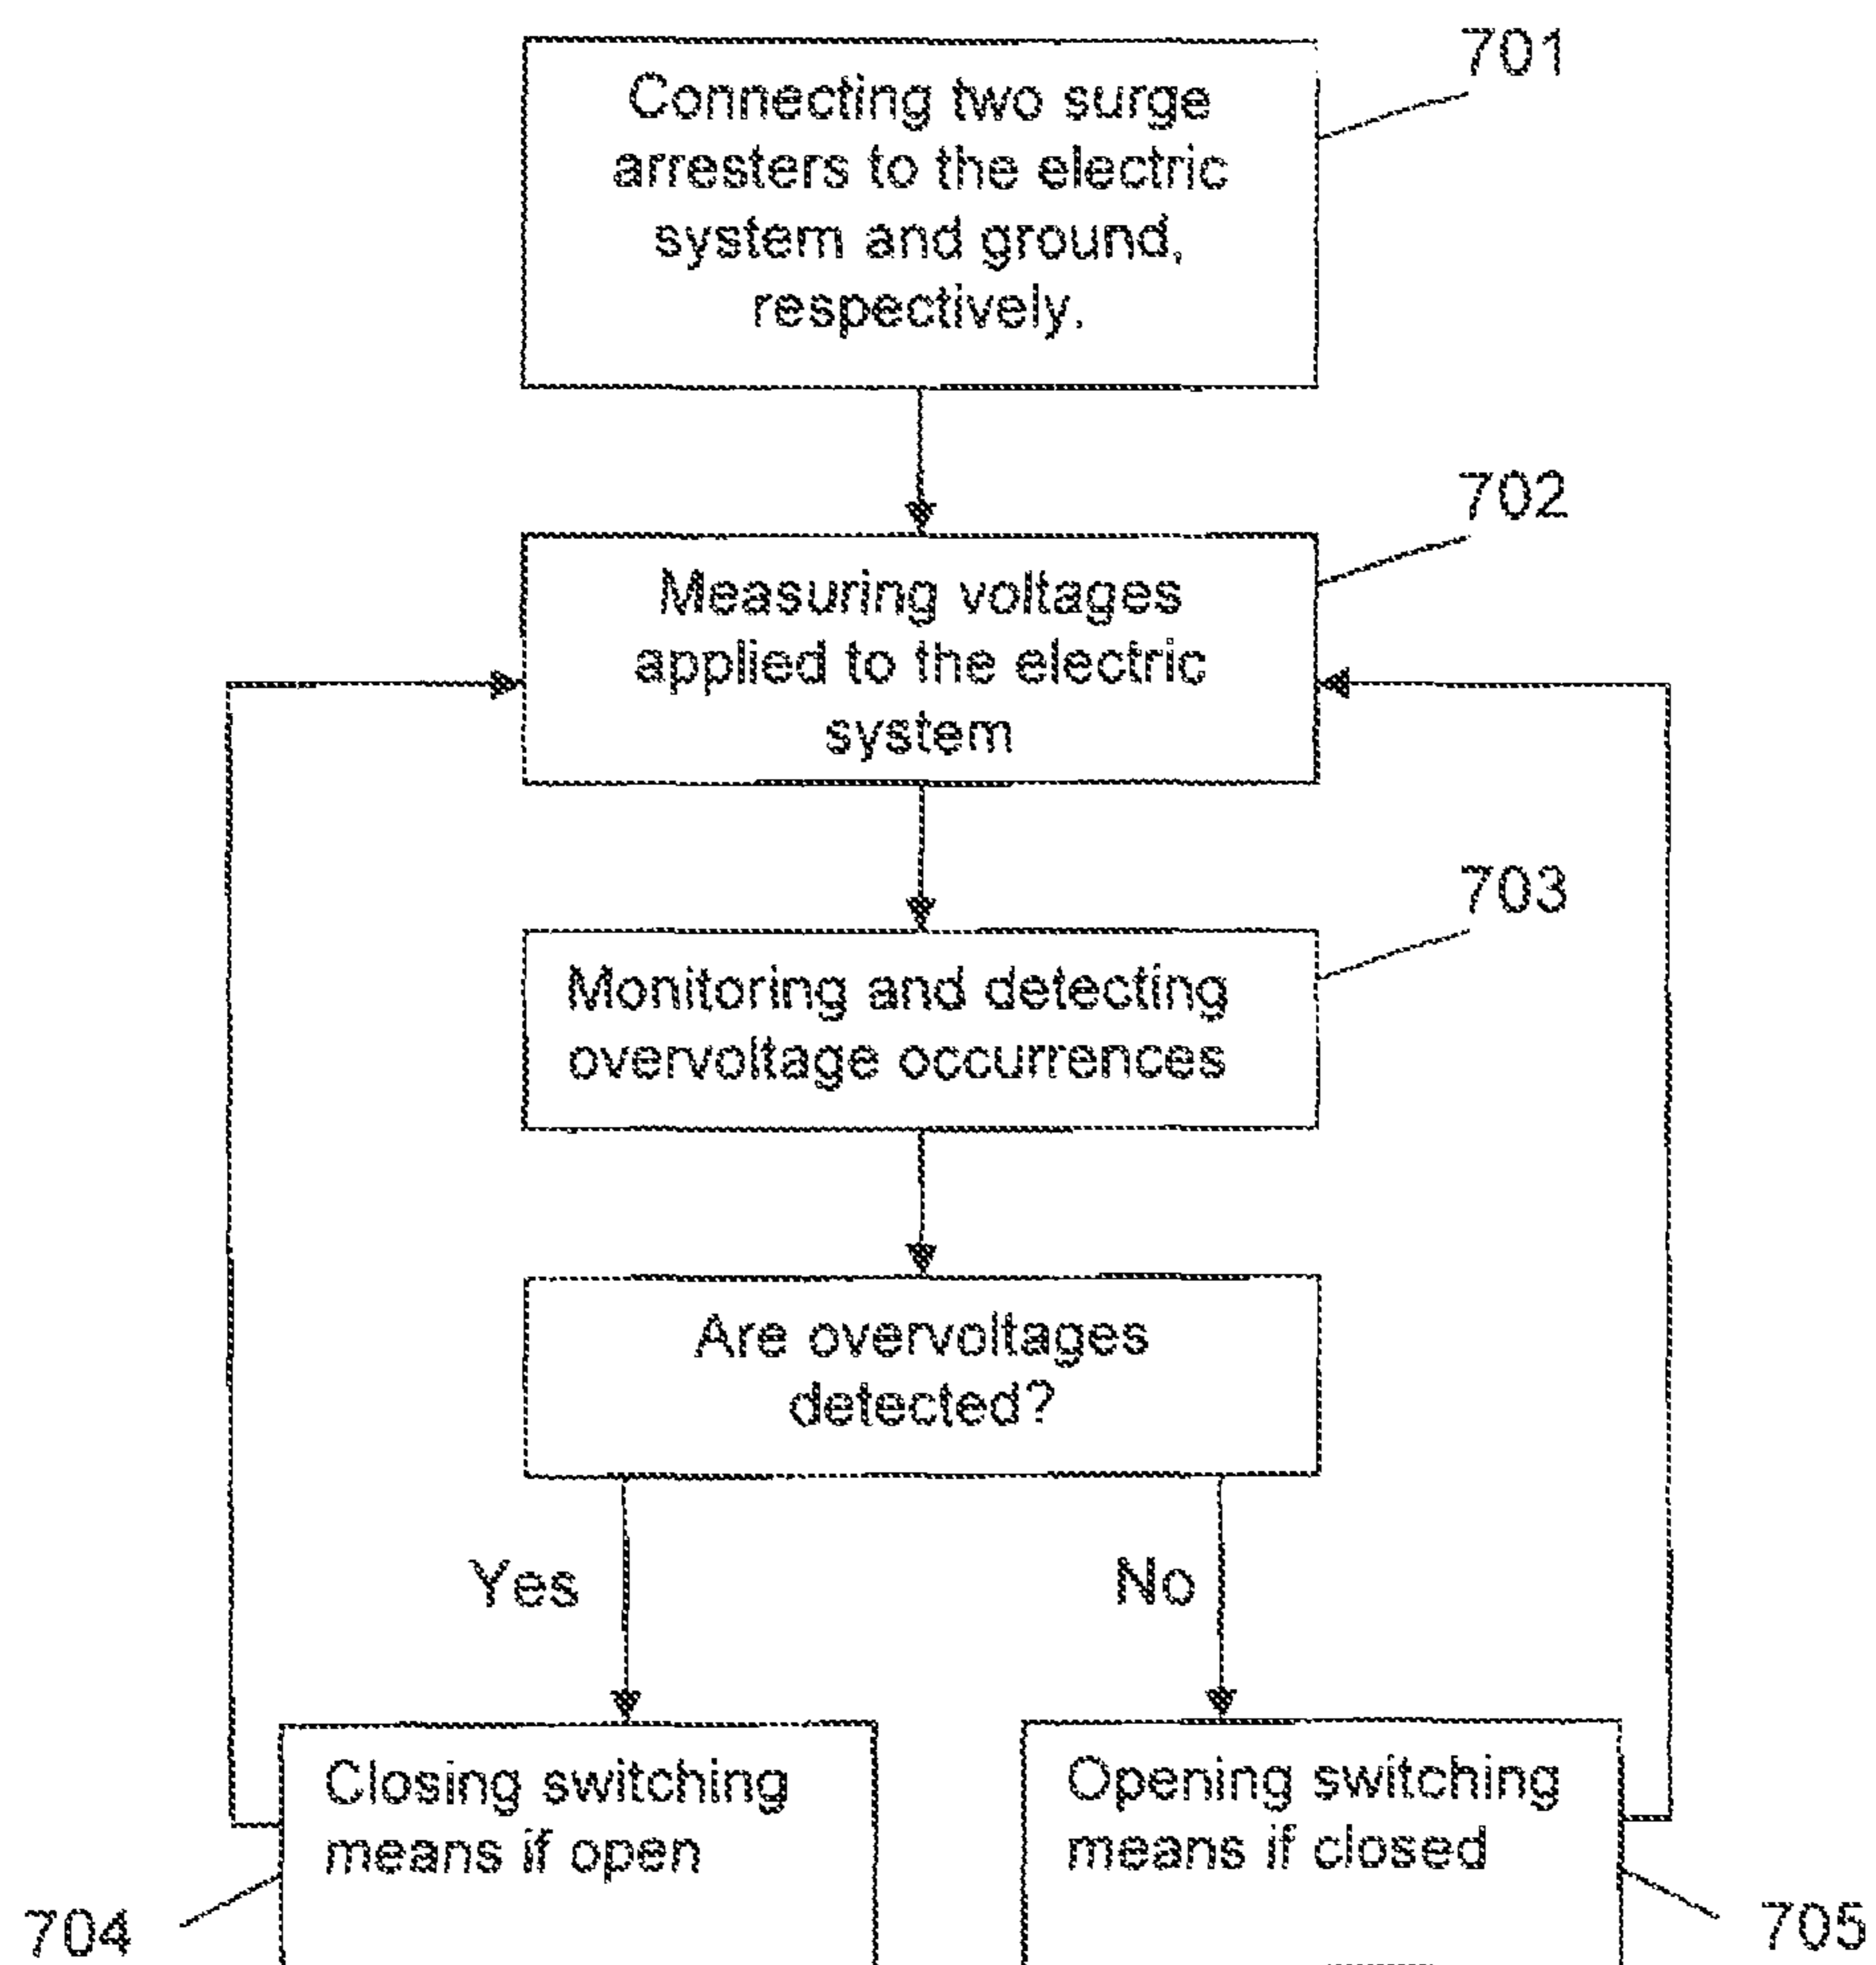 701
Connecting two surge
arresters to the electric
system and ground,
respectively.
702
Measuring voltages
applied to the electric
system
703
Monitoring and detecting
overvoltage occurrences
Are overvoltages
detected?
Yes
No
Closing switching
means if open
Opening switching
means if closed
704
705